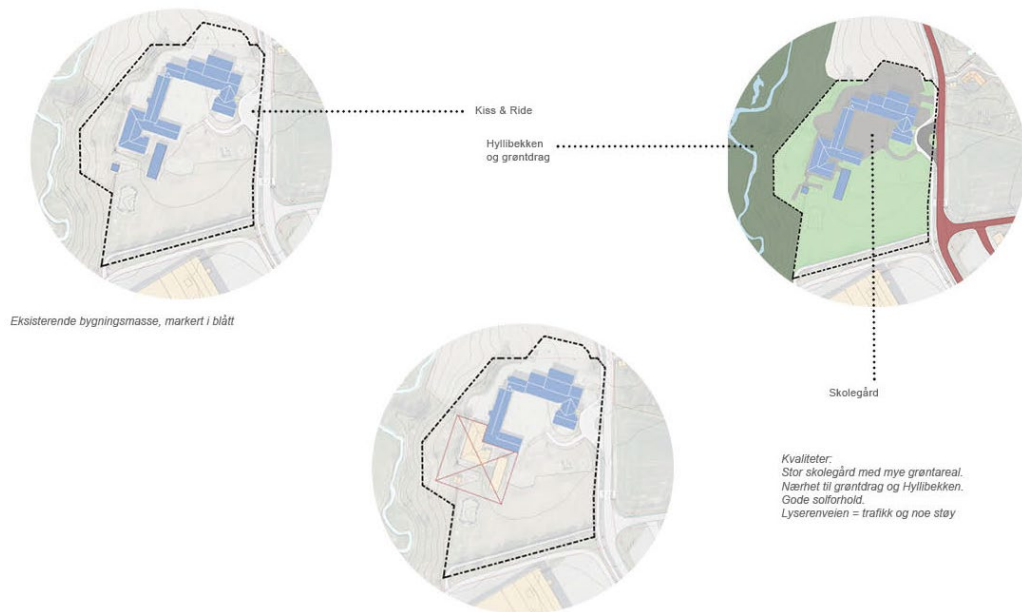 Kiss & Ride
Hyllibekken
og grøntdrag
Eksisterende bygningsmasse, markert i blått
Skolegård
Kvaliteter:
Stor skolegård med mye grøntareal.
Nærhet til grøntdrag og Hyllibekken.
Gode solforhold.
Lyserenveien = trafikk og noe støy